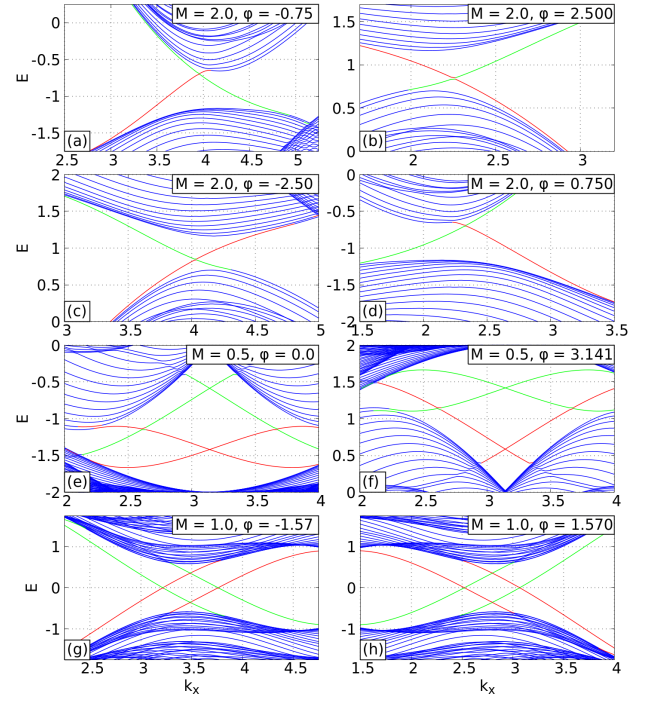 M = 2.0, φ = -0.75
0
-0.5
-1
-1.5
E
(a)
2.5 3 3.5 4 4.5 5
M = 2.0, φ = 2.500
1.5
1
0.5
0
(b)
2 2.5 3
M = 2.0, φ = -2.50
2
1.5
1
0.5
0
E
(c)
3 3.5 4 4.5 5
M = 2.0, φ = 0.750
0
-0.5
-1
-1.5
-2
(d)
1.5 2 2.5 3 3.5
M = 0.5, φ = 0.0
0
-0.5
-1
-1.5
-2
E
(e)
2 2.5 3 3.5 4
M = 0.5, φ = 3.141
2
1.5
1
0.5
0
(f)
2 2.5 3 3.5 4
M = 1.0, φ = -1.57
1
0
-1
E
(g)
2.5 3 3.5 4 4.5
kx
M = 1.0, φ = 1.570
1
0
-1
(h)
1.5 2 2.5 3 3.5 4
kx